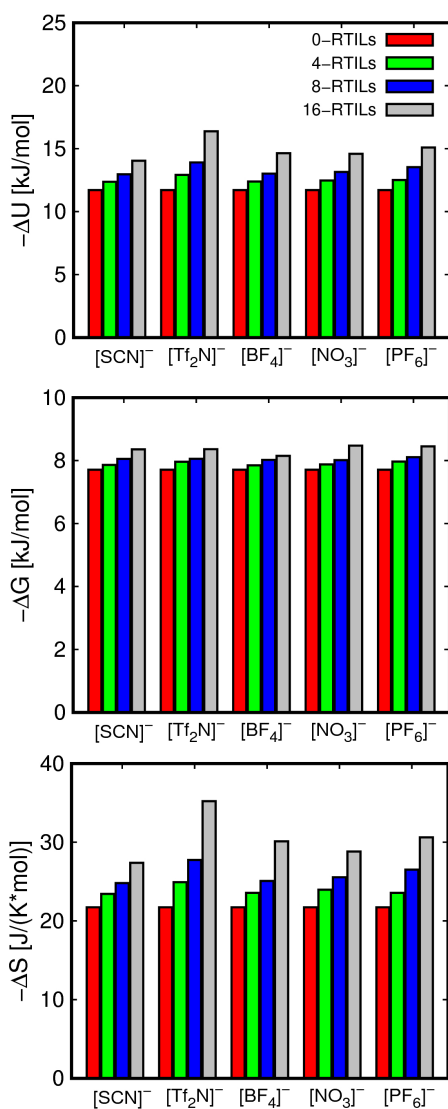 −ΔU [kJ/mol]
25
20
15
10
5
0
0−RTILs
4−RTILs
8−RTILs
16−RTILs
[SCN]⁻ [Tf₂N]⁻ [BF₄]⁻ [NO₃]⁻ [PF₆]⁻
−ΔG [kJ/mol]
10
8
6
4
2
0
[SCN]⁻ [Tf₂N]⁻ [BF₄]⁻ [NO₃]⁻ [PF₆]⁻
−ΔS [J/(K*mol)]
40
30
20
10
0
[SCN]⁻ [Tf₂N]⁻ [BF₄]⁻ [NO₃]⁻ [PF₆]⁻